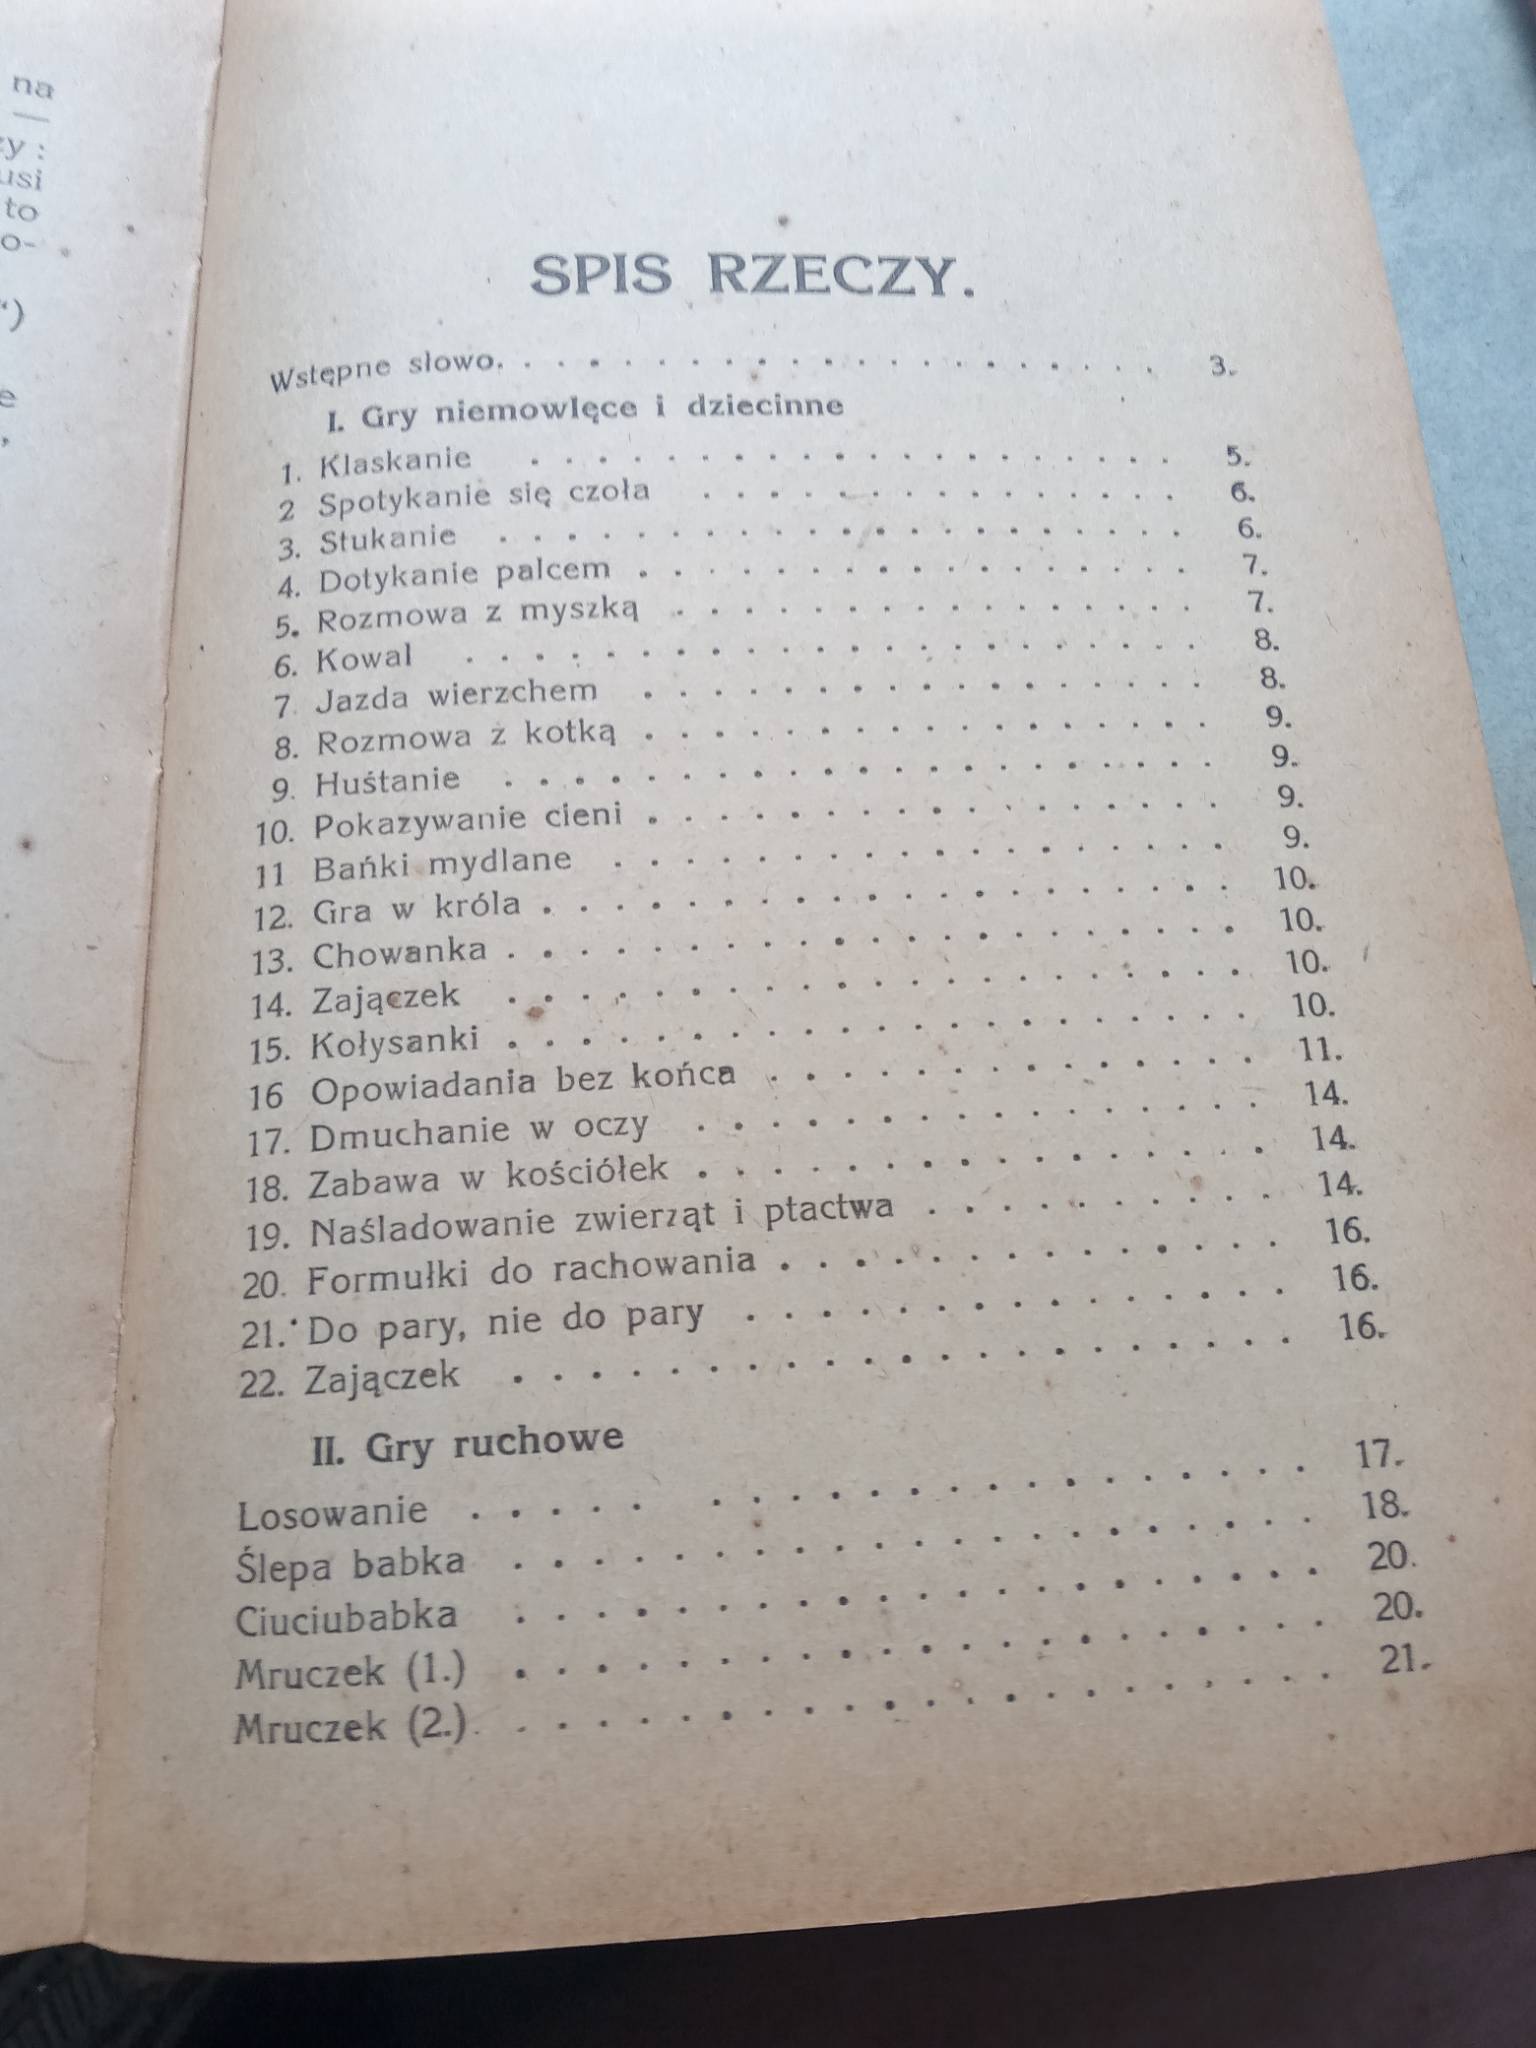 na
—
zy :
usi
to
o-
“)
e
,
SPIS RZECZY.
Wstępne słowo. . . . . . . . . . . . . . . . . . . . 3.
I. Gry niemowlęce i dziecinne
1. Klaskanie . . . . . . . . . . . . . . . . . . . 5.
2 Spotykanie się czoła . . . . . . . . . . . . . . 6.
3. Stukanie . . . . . . . . . . . . . . . . . . . . 6.
4. Dotykanie palcem . . . . . . . . . . . . . . . . 7.
5. Rozmowa z myszką . . . . . . . . . . . . . . . 7.
6. Kowal . . . . . . . . . . . . . . . . . . . . . 8.
7. Jazda wierzchem . . . . . . . . . . . . . . . . 8.
8. Rozmowa z kotką . . . . . . . . . . . . . . . . 9.
9. Huśtanie . . . . . . . . . . . . . . . . . . . . 9.
10. Pokazywanie cieni . . . . . . . . . . . . . . . . 9.
11 Bańki mydlane . . . . . . . . . . . . . . . . . 9.
12. Gra w króla . . . . . . . . . . . . . . . . . . . 10.
13. Chowanka . . . . . . . . . . . . . . . . . . . . 10.
14. Zajączek . . . . . . . . . . . . . . . . . . . . 10.
15. Kołysanki . . . . . . . . . . . . . . . . . . . . 10.
16 Opowiadania bez końca . . . . . . . . . . . . . 11.
17. Dmuchanie w oczy . . . . . . . . . . . . . . . 14.
18. Zabawa w kościółek . . . . . . . . . . . . . . . 14.
19. Naśladowanie zwierząt i ptactwa . . . . . . . . . . 14.
20. Formułki do rachowania . . . . . . . . . . . . . . 16.
21. Do pary, nie do pary . . . . . . . . . . . . . . . 16.
22. Zajączek . . . . . . . . . . . . . . . . . . . . . 16.
II. Gry ruchowe
Losowanie . . . . . . . . . . . . . . . . . . . . . 17.
Ślepa babka . . . . . . . . . . . . . . . . . . . . 18.
Ciuciubabka . . . . . . . . . . . . . . . . . . . . 20.
Mruczek (1.) . . . . . . . . . . . . . . . . . . . . 20.
Mruczek (2.) . . . . . . . . . . . . . . . . . . . . 21.